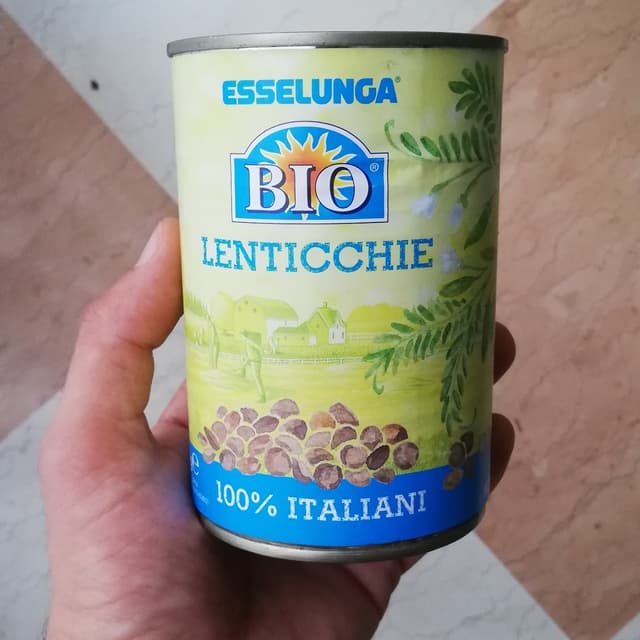 ESSELUNGA®
BIO®
LENTICCHIE
100% ITALIANI